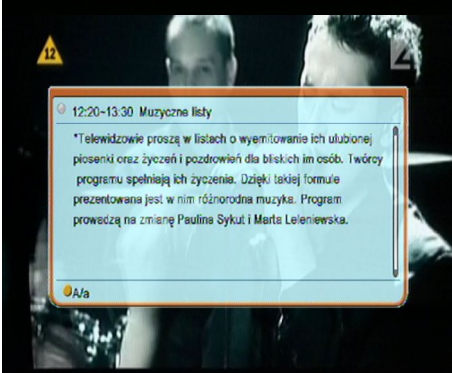 12
12:20-13:30 Muzyczne listy
"Telewidzowie proszą w listach o wyemitowanie ich ulubionej
piosenki oraz życzeń i pozdrowień dla bliskich im osób. Twórcy
programu spełniają ich życzenia. Dzięki takiej formule
prezentowana jest w nim różnorodna muzyka. Program
prowadzą na zmianę Paulina Sykut i Marta Leleniewska.
A/a